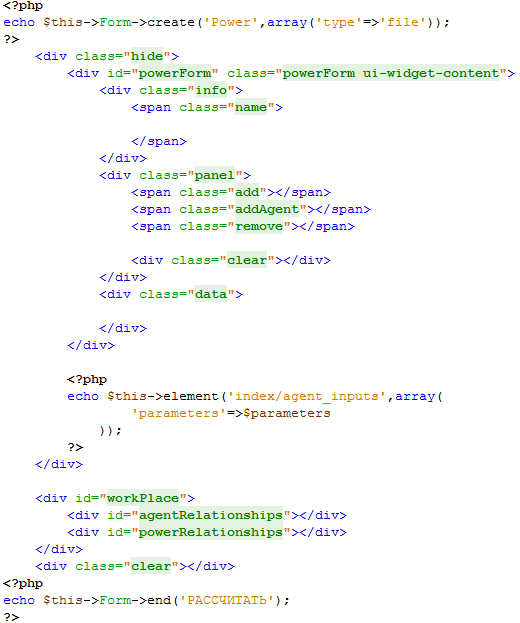 <?php
echo $this->Form->create('Power',array('type'=>'file'));
?>
    <div class="hide">
        <div id="powerForm" class="powerForm ui-widget-content">
            <div class="info">
                <span class="name">

                </span>
            </div>
            <div class="panel">
                <span class="add"></span>
                <span class="addAgent"></span>
                <span class="remove"></span>

                <div class="clear"></div>
            </div>
            <div class="data">

            </div>
        </div>

        <?php
        echo $this->element('index/agent_inputs',array(
                'parameters'=>$parameters
            ));
        ?>
    </div>

    <div id="workPlace">
        <div id="agentRelationships"></div>
        <div id="powerRelationships"></div>
    </div>
    <div class="clear"></div>
<?php
echo $this->Form->end('РАССЧИТАТЬ');
?>